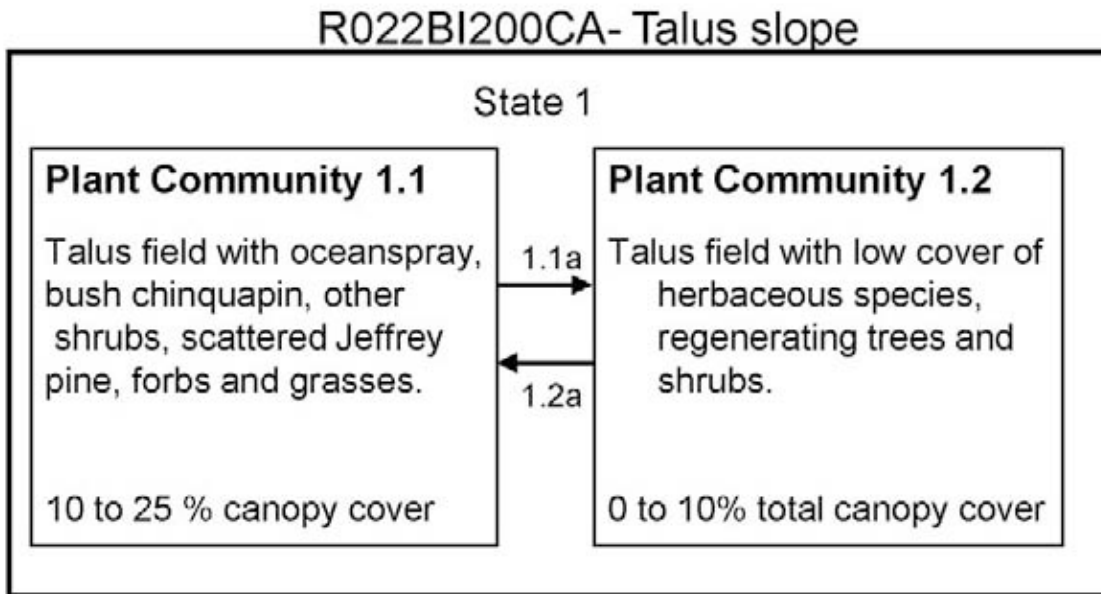 R022BI200CA- Talus slope
State 1
Plant Community 1.1
Talus field with oceanspray,
bush chinquapin, other
shrubs, scattered Jeffrey
pine, forbs and grasses.
10 to 25 % canopy cover
1.1a
1.2a
Plant Community 1.2
Talus field with low cover of
herbaceous species,
regenerating trees and
shrubs.
0 to 10% total canopy cover